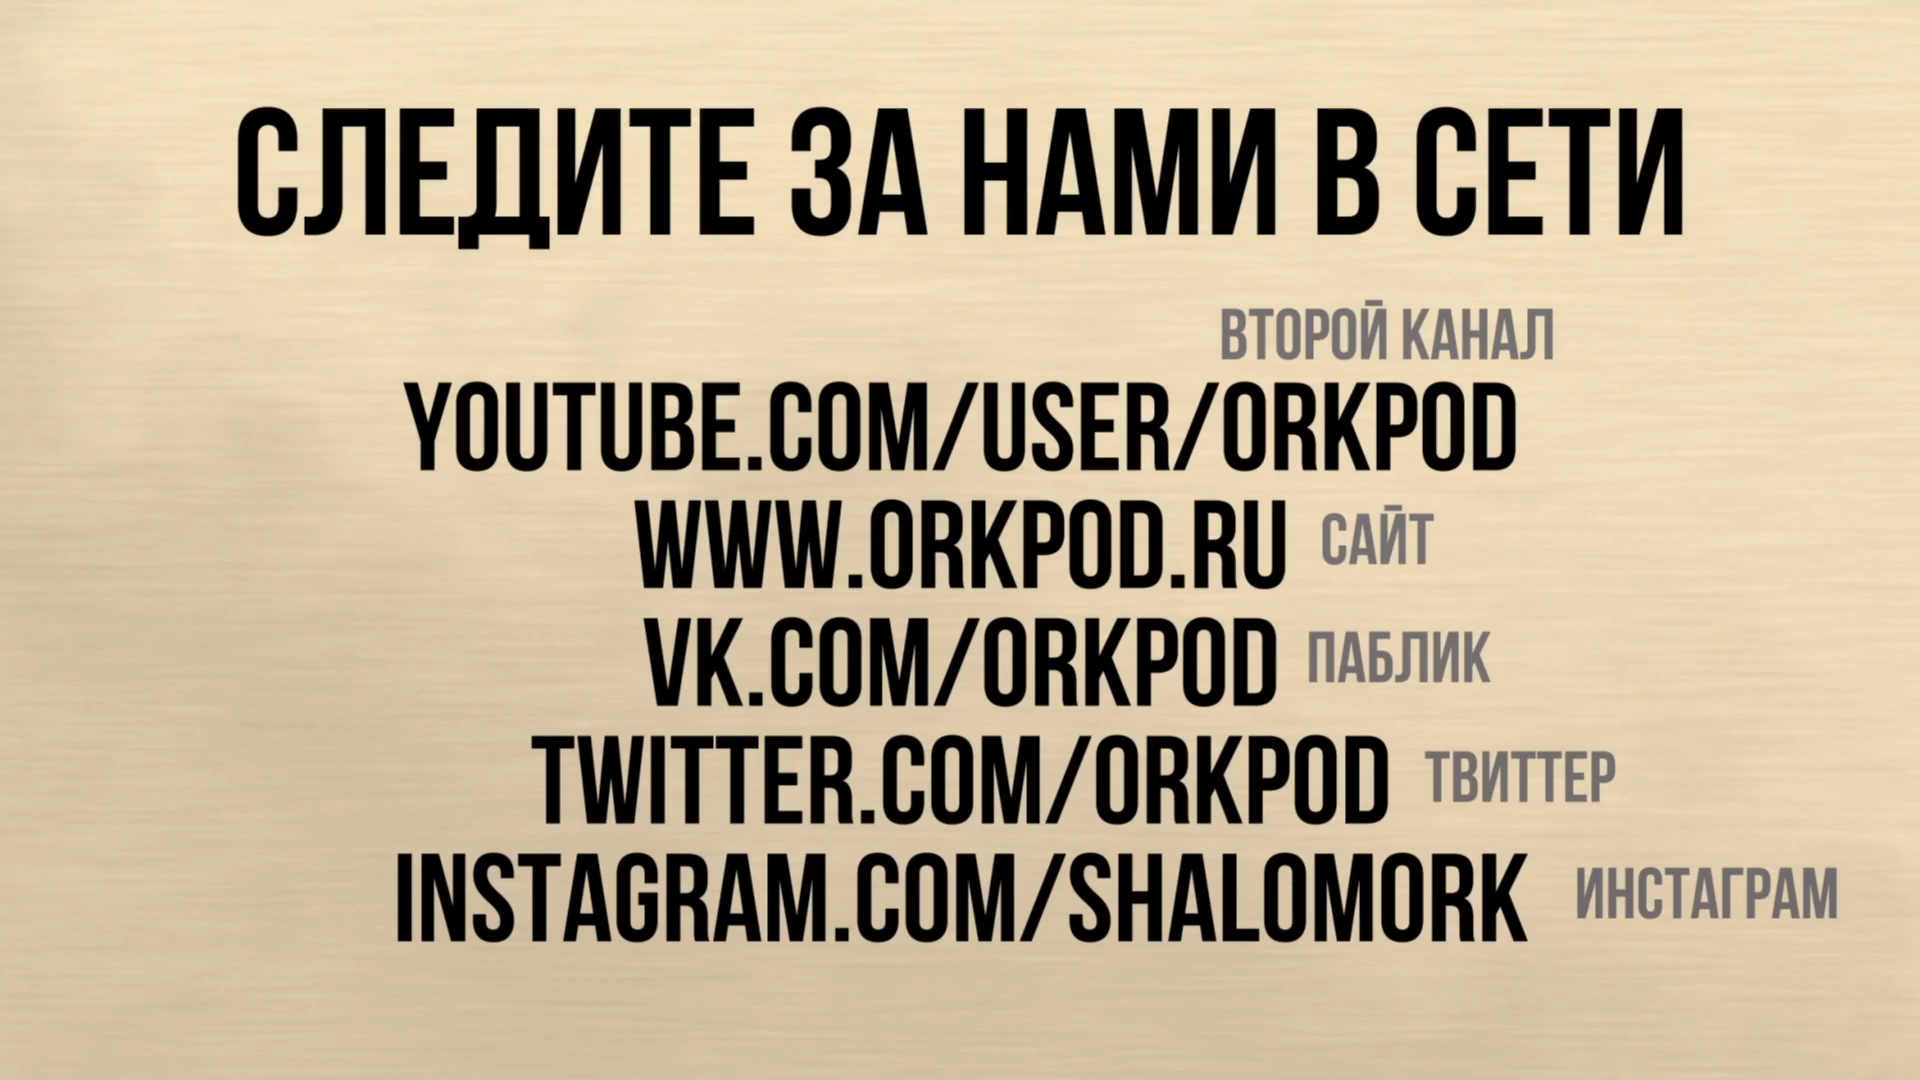 СЛЕДИТЕ ЗА НАМИ В СЕТИ
ВТОРОЙ КАНАЛ
YOUTUBE.COM/USER/ORKPOD
WWW.ORKPOD.RU САЙТ
VK.COM/ORKPOD ПАБЛИК
TWITTER.COM/ORKPOD ТВИТТЕР
INSTAGRAM.COM/SHALOMORK ИНСТАГРАМ